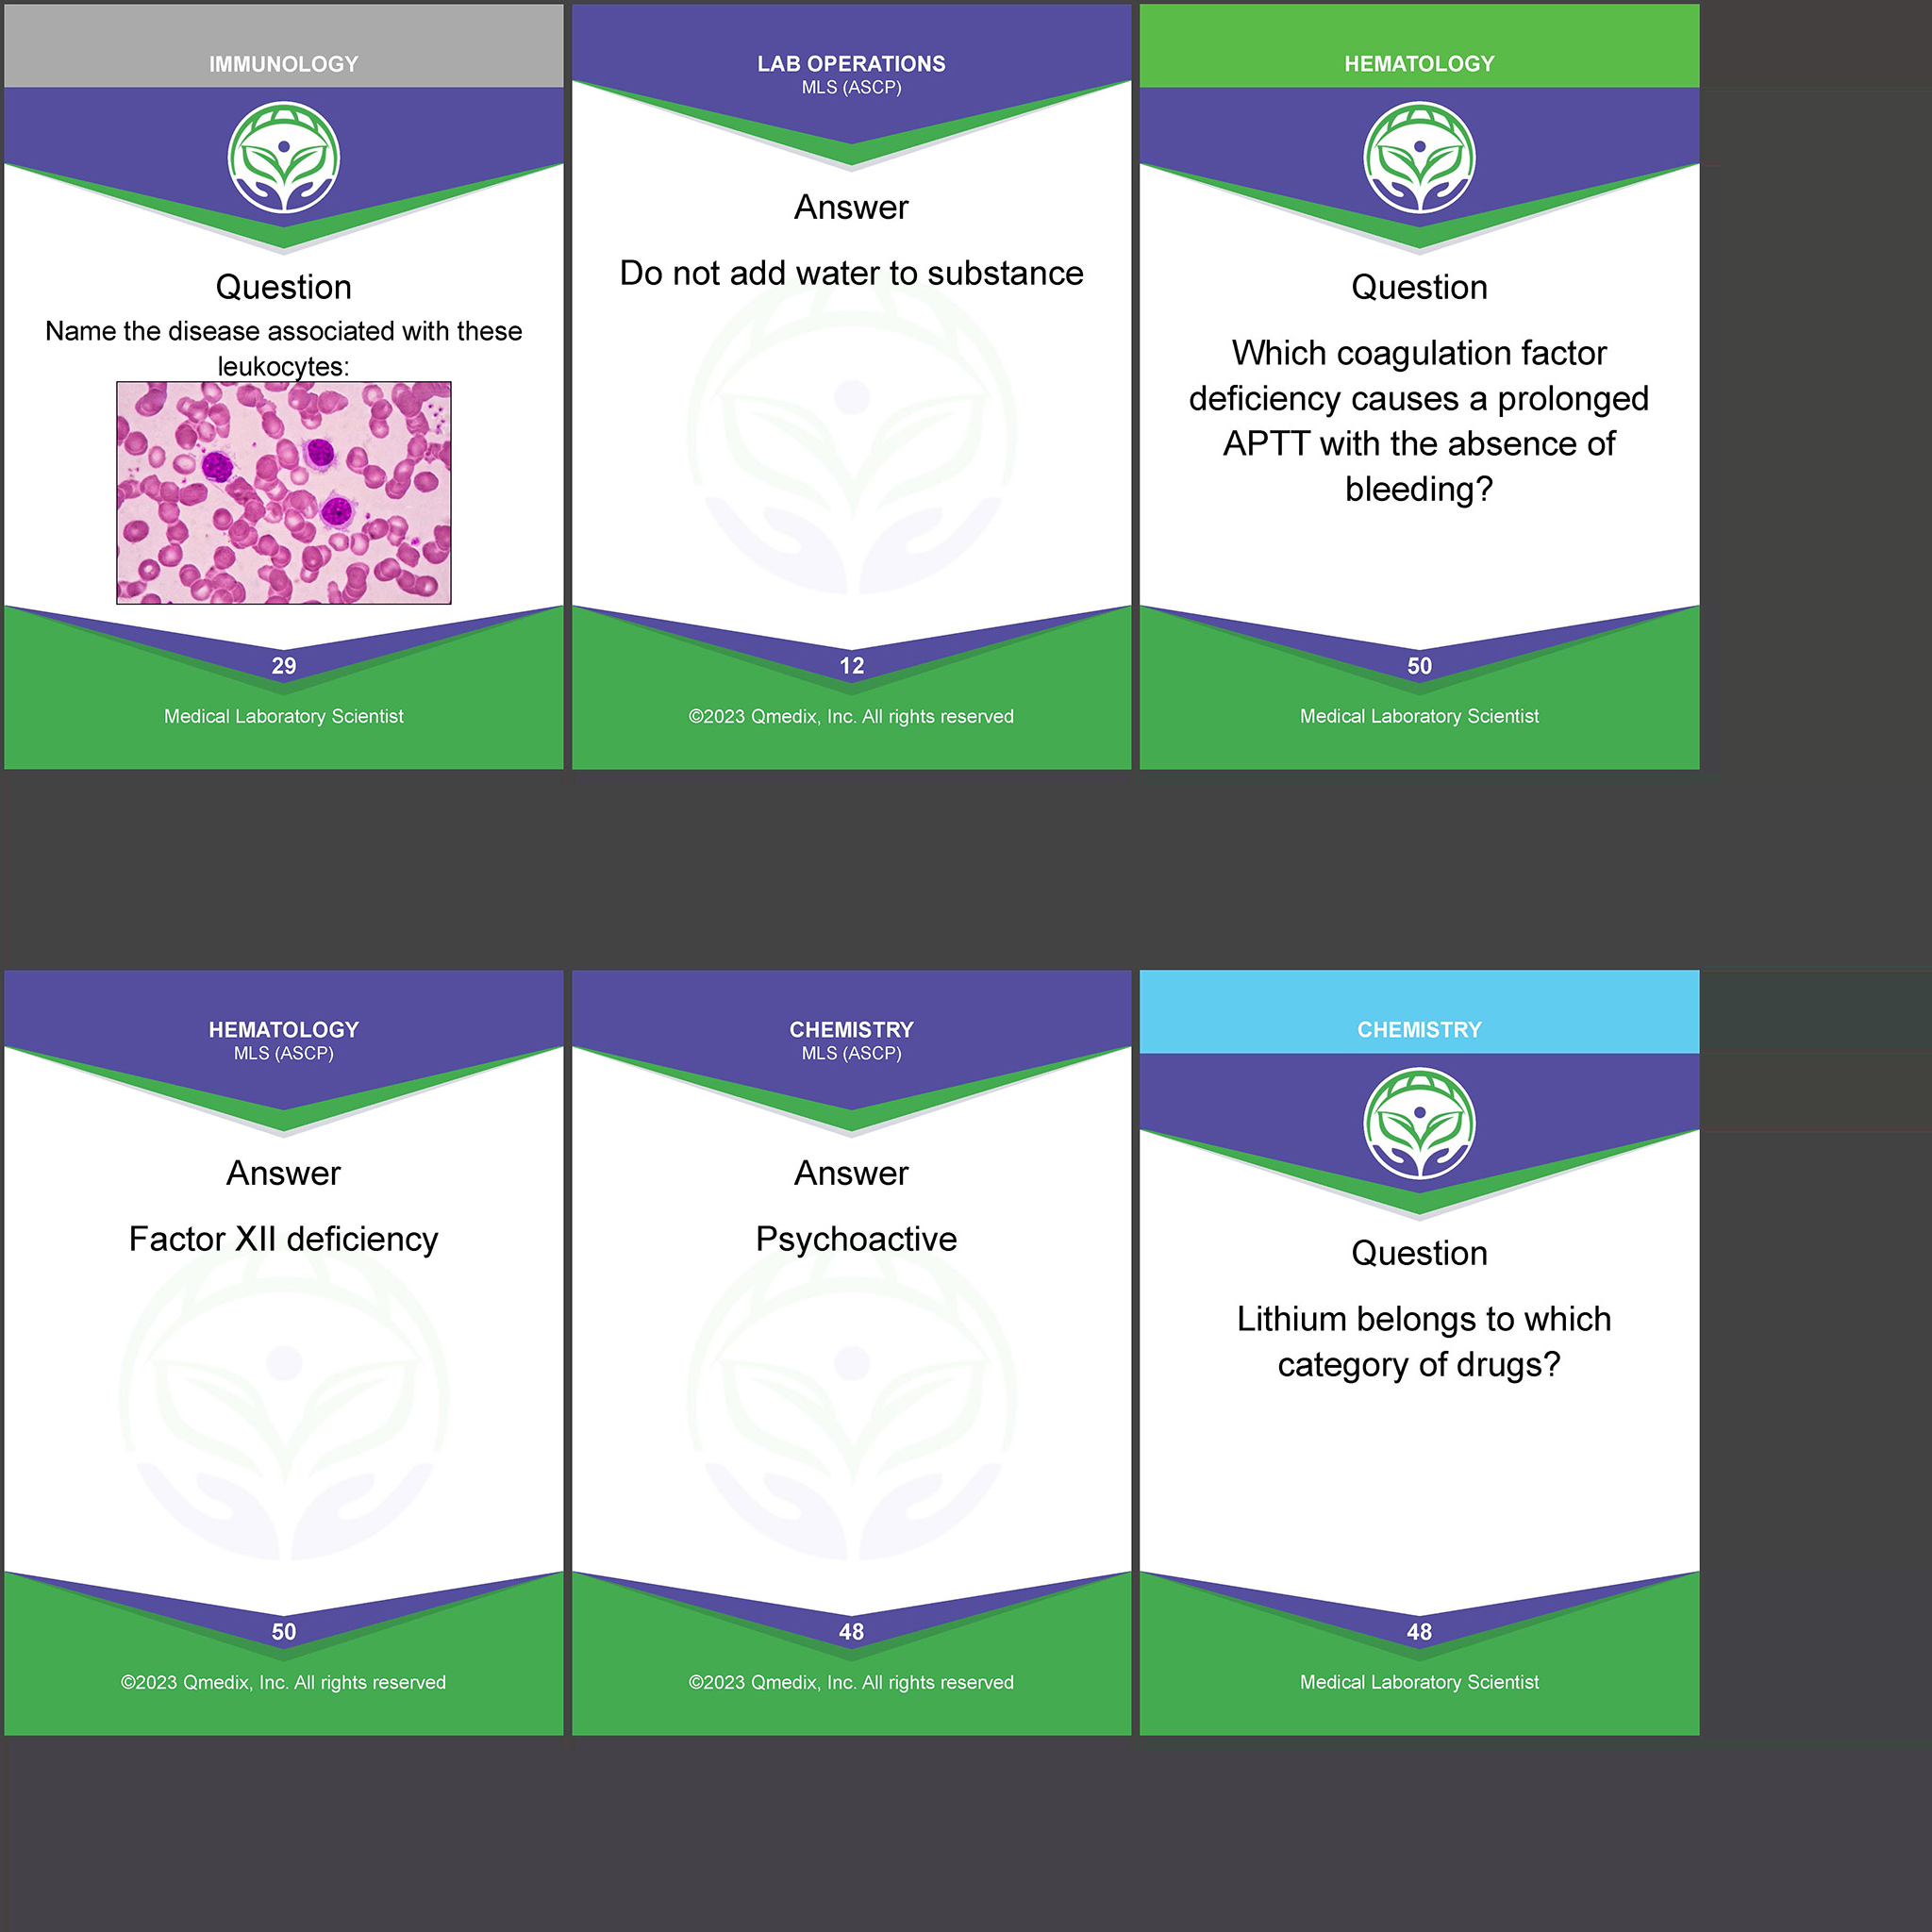 IMMUNOLOGY
Question
Name the disease associated with these
leukocytes:
29
Medical Laboratory Scientist
LAB OPERATIONS
MLS (ASCP)
Answer
Do not add water to substance
12
©2023 Qmedix, Inc. All rights reserved
HEMATOLOGY
Question
Which coagulation factor
deficiency causes a prolonged
APTT with the absence of
bleeding?
50
Medical Laboratory Scientist
HEMATOLOGY
MLS (ASCP)
Answer
Factor XII deficiency
50
©2023 Qmedix, Inc. All rights reserved
CHEMISTRY
MLS (ASCP)
Answer
Psychoactive
48
©2023 Qmedix, Inc. All rights reserved
CHEMISTRY
Question
Lithium belongs to which
category of drugs?
48
Medical Laboratory Scientist